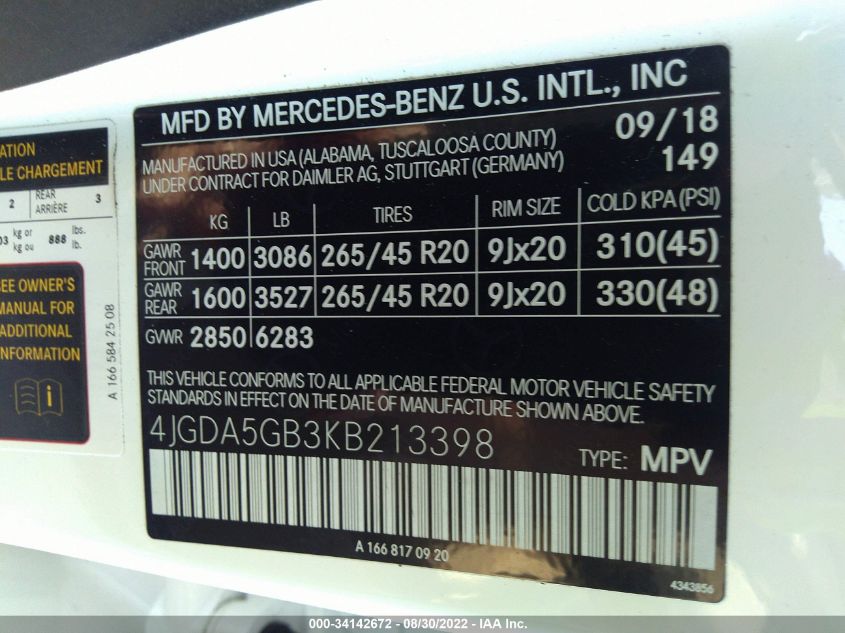 ATION
LE CHARGEMENT
2 REAR ARRIÈRE 3
03 kg or kg ou 888 lbs. lb.
SEE OWNER'S
MANUAL FOR
ADDITIONAL
INFORMATION
A 166 584 25 08
MFD BY MERCEDES-BENZ U.S. INTL., INC
MANUFACTURED IN USA (ALABAMA, TUSCALOOSA COUNTY) 09/18
UNDER CONTRACT FOR DAIMLER AG, STUTTGART (GERMANY) 149
KG LB TIRES RIM SIZE COLD KPA (PSI)
GAWR FRONT 1400 3086 265/45 R20 9Jx20 310(45)
GAWR REAR 1600 3527 265/45 R20 9Jx20 330(48)
GVWR 2850 6283
THIS VEHICLE CONFORMS TO ALL APPLICABLE FEDERAL MOTOR VEHICLE SAFETY
STANDARDS IN EFFECT ON THE DATE OF MANUFACTURE SHOWN ABOVE.
4JGDA5GB3KB213398
TYPE: MPV
A 166 817 09 20
4343856
000-34142672 - 08/30/2022 - IAA Inc.